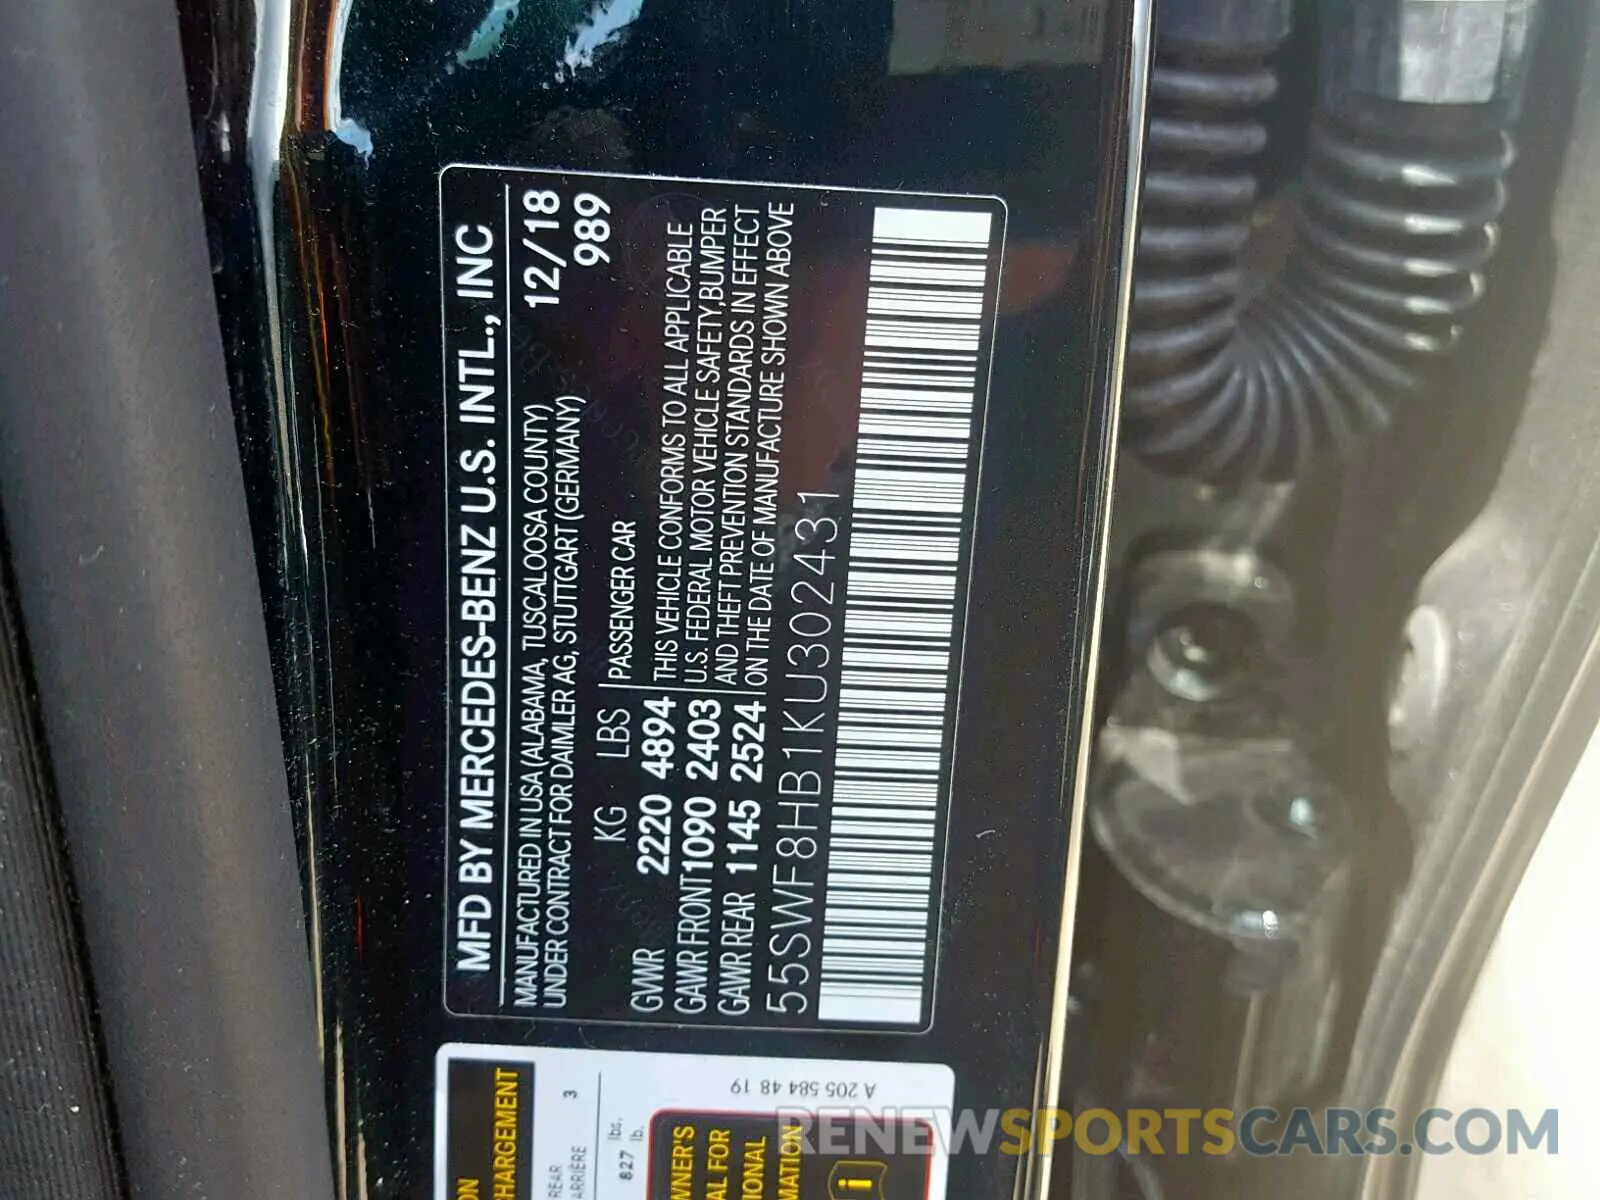 MFD BY MERCEDES-BENZ U.S. INTL., INC
MANUFACTURED IN USA (ALABAMA, TUSCALOOSA COUNTY) 12/18
UNDER CONTRACT FOR DAIMLER AG, STUTTGART (GERMANY) 989
KG LBS PASSENGER CAR
GVWR 2220 4894 THIS VEHICLE CONFORMS TO ALL APPLICABLE
GAWR FRONT 1090 2403 U.S. FEDERAL MOTOR VEHICLE SAFETY, BUMPER
GAWR REAR 1145 2524 AND THEFT PREVENTION STANDARDS IN EFFECT
ON THE DATE OF MANUFACTURE SHOWN ABOVE
55SWF8HB1KU302431
ON
CHARGEMENT
REAR
ARRIÈRE 3
827 lbs.
lb.
A 205 584 48 19
OWNER'S
AL FOR
IONAL
MATION
i
RENEWSPORTSCARS.COM